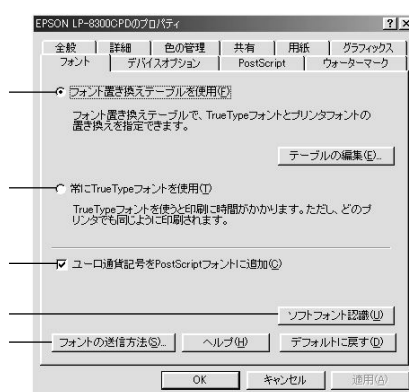 EPSON LP-8300CPDのプロパティ
全般 詳細 色の管理 共有 用紙 グラフィックス
フォント デバイスオプション PostScript ウォーターマーク
フォント置き換えテーブルを使用(F)
フォント置き換えテーブルで、TrueTypeフォントとプリンタフォントの
置き換えを指定できます。
テーブルの編集(E)...
常にTrueTypeフォントを使用(T)
TrueTypeフォントを使うと印刷に時間がかかります。ただし、どのプ
リンタでも同じように印刷されます。
ユーロ通貨記号をPostScriptフォントに追加(C)
ソフトフォント認識(U)
フォントの送信方法(S)... ヘルプ(H) デフォルトに戻す(D)
OK キャンセル 適用(A)